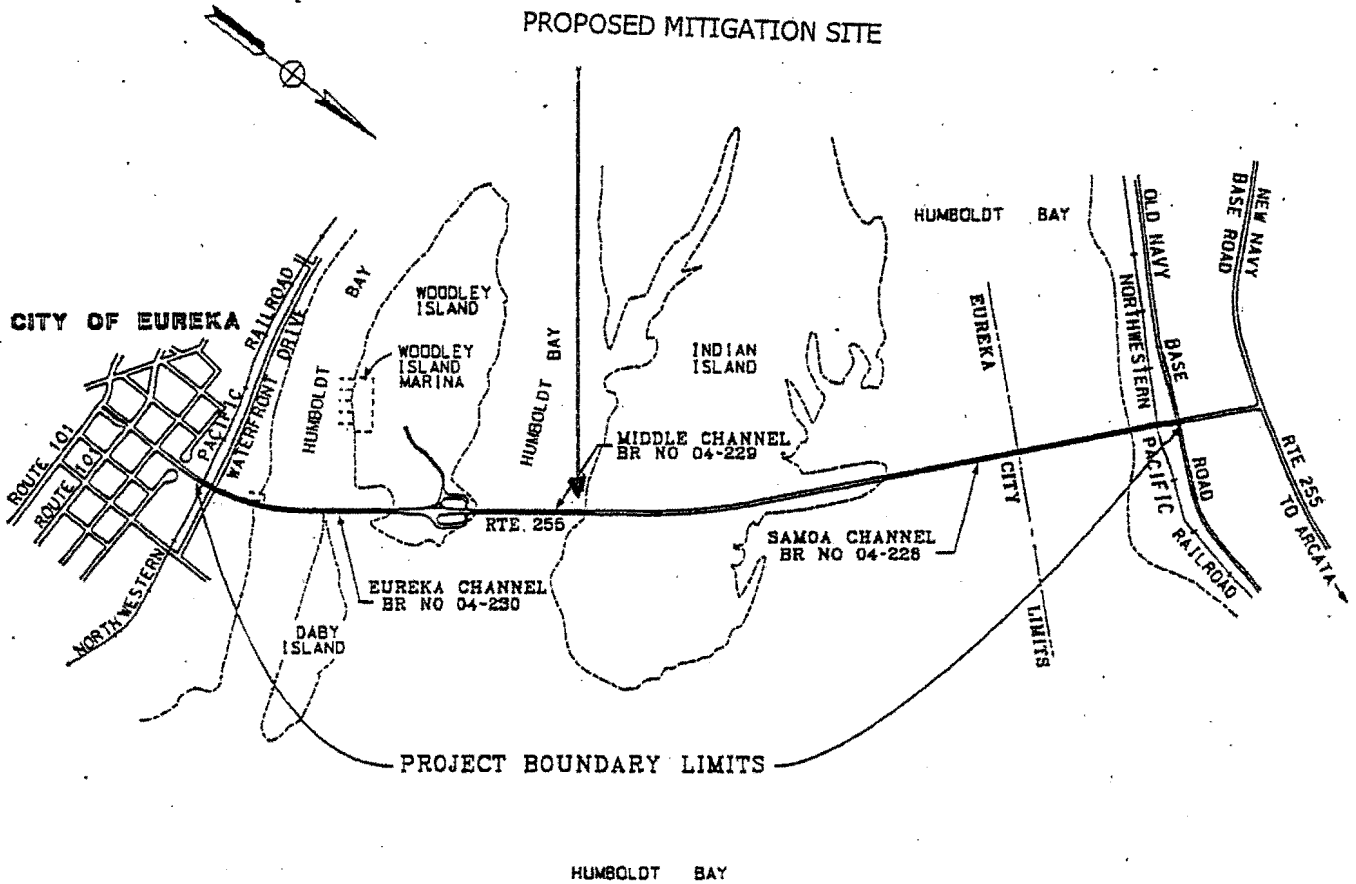 PROPOSED MITIGATION SITE
CITY OF EUREKA
ROUTE 101
ROUTE 101
NORTHWESTERN
PACIFIC
RAILROAD
WATERFRONT DRIVE
HUMBOLDT
BAY
WOODLEY
ISLAND
WOODLEY
ISLAND
MARINA
HUMBOLDT
BAY
INDIAN
ISLAND
MIDDLE CHANNEL
BR NO 04-229
RTE. 255
EUREKA CHANNEL
BR NO 04-230
DABY
ISLAND
SAMOA CHANNEL
BR NO 04-228
HUMBOLDT BAY
EUREKA
CITY
LIMITS
OLD NAVY
BASE
ROAD
NORTHWESTERN
PACIFIC
RAILROAD
NEW NAVY
BASE ROAD
RTE 255
TO ARCATA
PROJECT BOUNDARY LIMITS
HUMBOLDT BAY